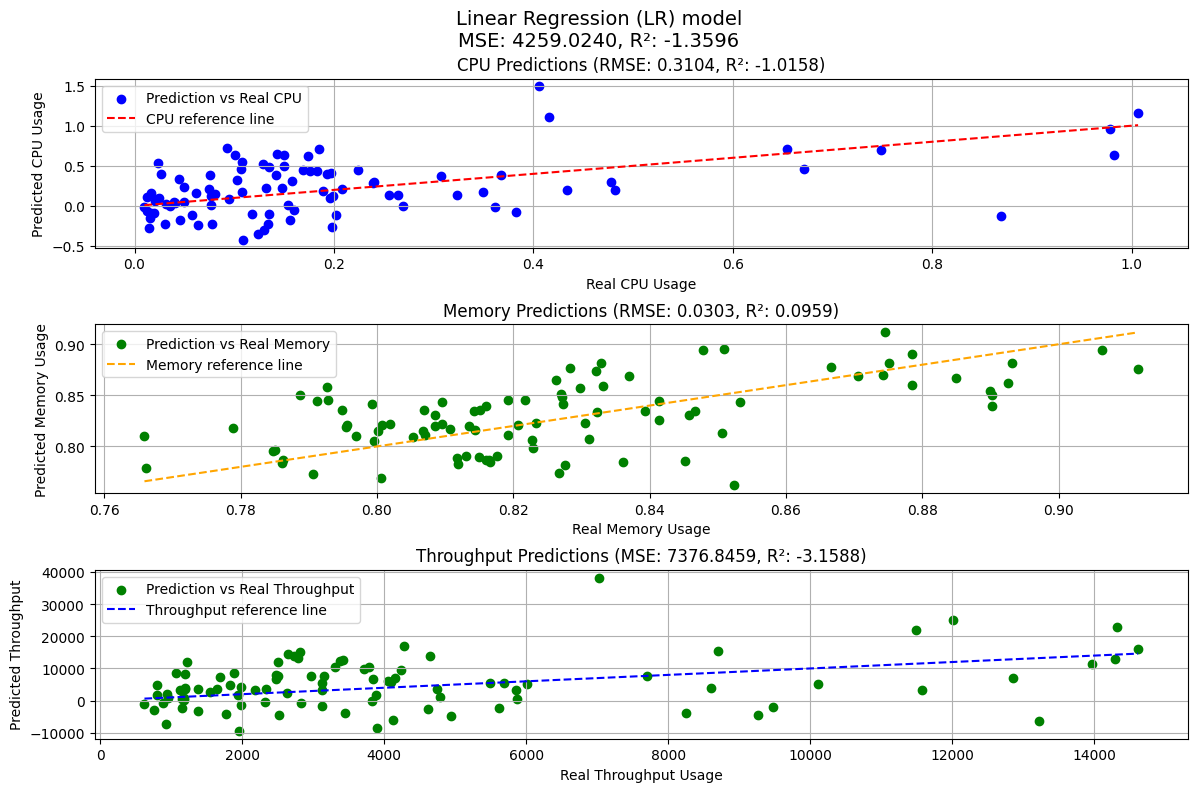 Linear Regression (LR) model
MSE: 4259.0240, R²: -1.3596
CPU Predictions (RMSE: 0.3104, R²: -1.0158)
Prediction vs Real CPU
CPU reference line
Predicted CPU Usage
1.5
1.0
0.5
0.0
−0.5
0.0 0.2 0.4 0.6 0.8 1.0
Real CPU Usage
Memory Predictions (RMSE: 0.0303, R²: 0.0959)
Prediction vs Real Memory
Memory reference line
Predicted Memory Usage
0.90
0.85
0.80
0.76 0.78 0.80 0.82 0.84 0.86 0.88 0.90
Real Memory Usage
Throughput Predictions (MSE: 7376.8459, R²: -3.1588)
Prediction vs Real Throughput
Throughput reference line
Predicted Throughput
40000
30000
20000
10000
0
−10000
0 2000 4000 6000 8000 10000 12000 14000
Real Throughput Usage